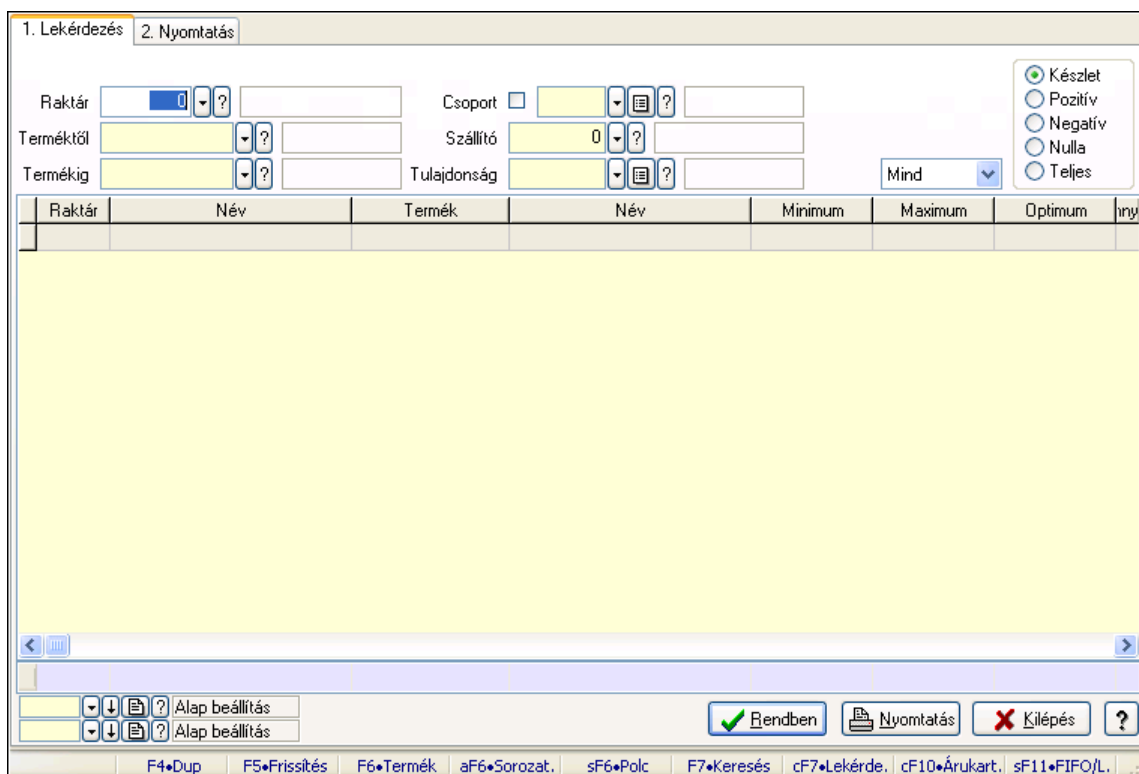 1. Lekérdezés 2. Nyomtatás
Raktár 0 ? Csoport ? Készlet
Pozitív
Terméktől ? Szállító 0 ? Negatív
Nulla
Termékig ? Tulajdonság ? Mind Teljes
Raktár Név Termék Név Minimum Maximum Optimum
? Alap beállítás
? Alap beállítás
Rendben Nyomtatás Kilépés ?
F4•Dup F5•Frissítés F6•Termék aF6•Sorozat. sF6•Polc F7•Keresés cF7•Lekérde. cF10•Árukart. sF11•FIFO/L.